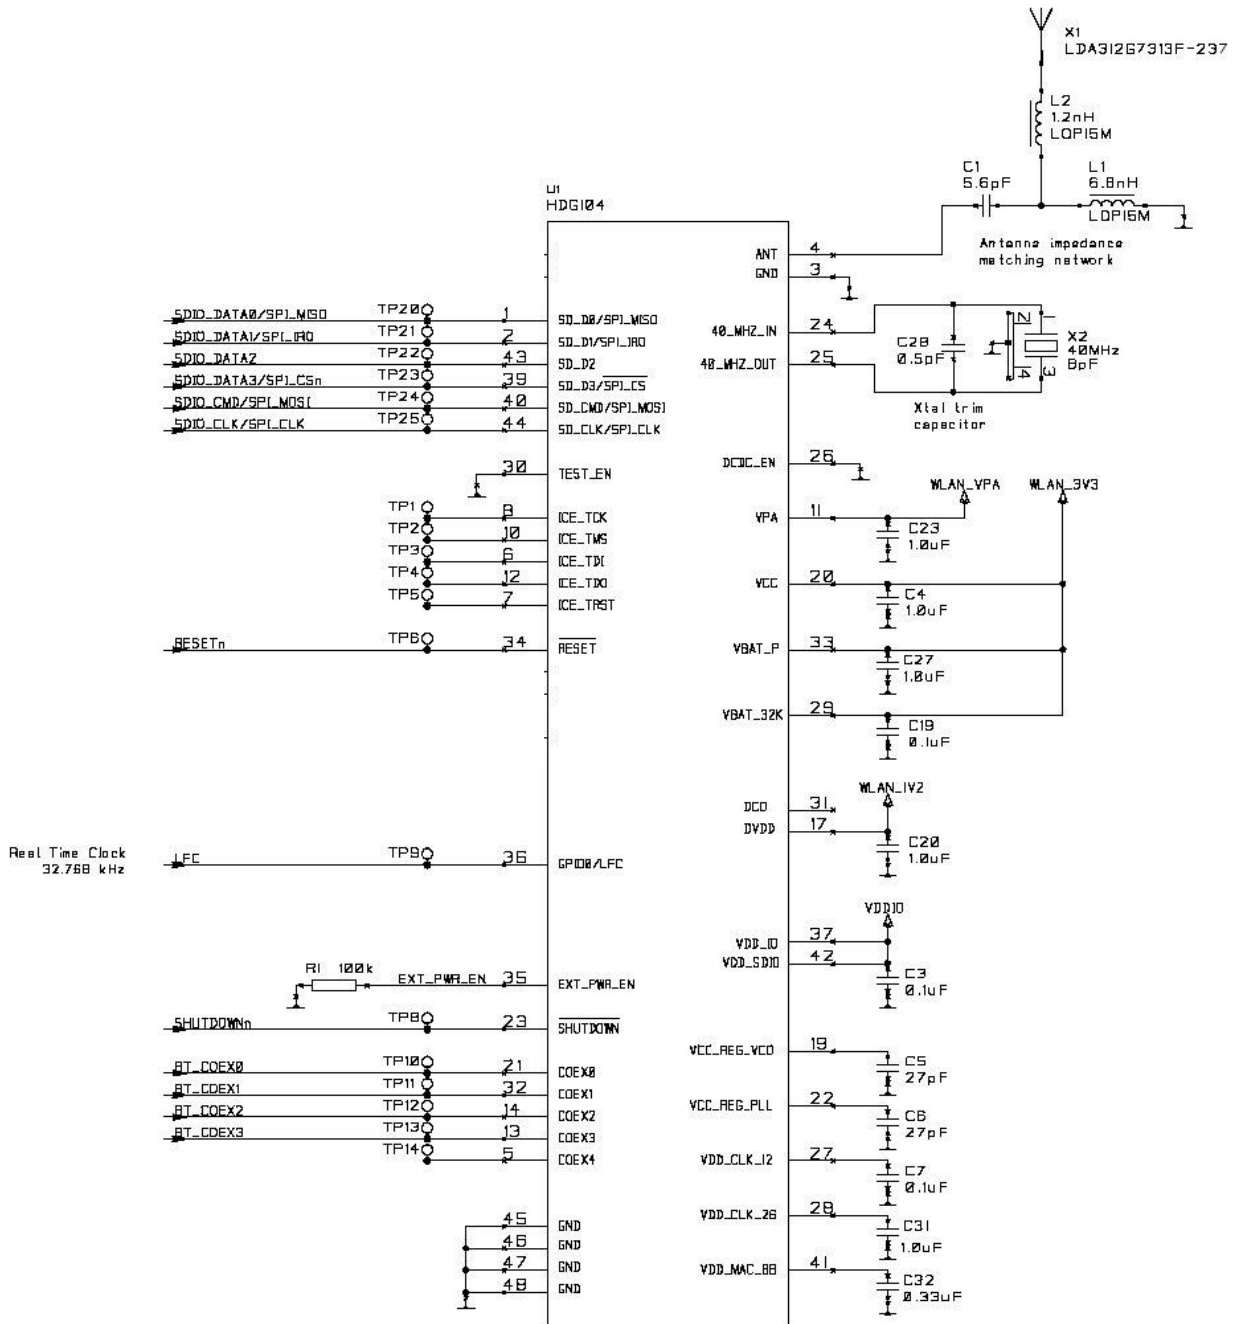 X1
LDA312G7313F-237
L2
1.2nH
LQP15M
C1
5.6pF
L1
6.8nH
LQP15M
Antenna impedance
matching network
U1
HDG104
ANT 4
GND 3
SDIO_DATA0/SPI_MISO TP20 1 SD_D0/SPI_MISO
SDIO_DATA1/SPI_IRQ TP21 2 SD_D1/SPI_IRQ
SDIO_DATA2 TP22 43 SD_D2
SDIO_DATA3/SPI_CSn TP23 39 SD_D3/SPI_CS
SDIO_CMD/SPI_MOSI TP24 40 SD_CMD/SPI_MOSI
SDIO_CLK/SPI_CLK TP25 44 SD_CLK/SPI_CLK
40_MHZ_IN 24
40_MHZ_OUT 25
C28
0.5pF
1
2
3
4
X2
40MHz
8pF
Xtal trim
capacitor
30 TEST_EN
DCDC_EN 26
WLAN_VPA WLAN_3V3
TP1 8 ICE_TCK
TP2 10 ICE_TMS
TP3 6 ICE_TDI
TP4 12 ICE_TDO
TP5 7 ICE_TRST
VPA 11
C23
1.0uF
VCC 20
C4
1.0uF
RESETn TP6 34 RESET
VBAT_P 33
C27
1.0uF
VBAT_32K 29
C19
0.1uF
WLAN_1V2
DCO 31
DVDD 17
C20
1.0uF
Real Time Clock
32.768 kHz
LFC TP9 36 GPIO0/LFC
VDDIO
VDD_IO 37
VDD_SDIO 42
C3
0.1uF
R1 100k EXT_PWR_EN 35 EXT_PWR_EN
SHUTDOWNn TP8 23 SHUTDOWN
VCC_REG_VCO 19
C5
27pF
BT_COEX0 TP10 21 COEX0
BT_COEX1 TP11 32 COEX1
BT_COEX2 TP12 14 COEX2
BT_COEX3 TP13 13 COEX3
TP14 5 COEX4
VCC_REG_PLL 22
C6
27pF
VDD_CLK_12 27
C7
0.1uF
VDD_CLK_26 28
C31
1.0uF
45 GND
46 GND
47 GND
48 GND
VDD_MAC_BB 41
C32
0.33uF